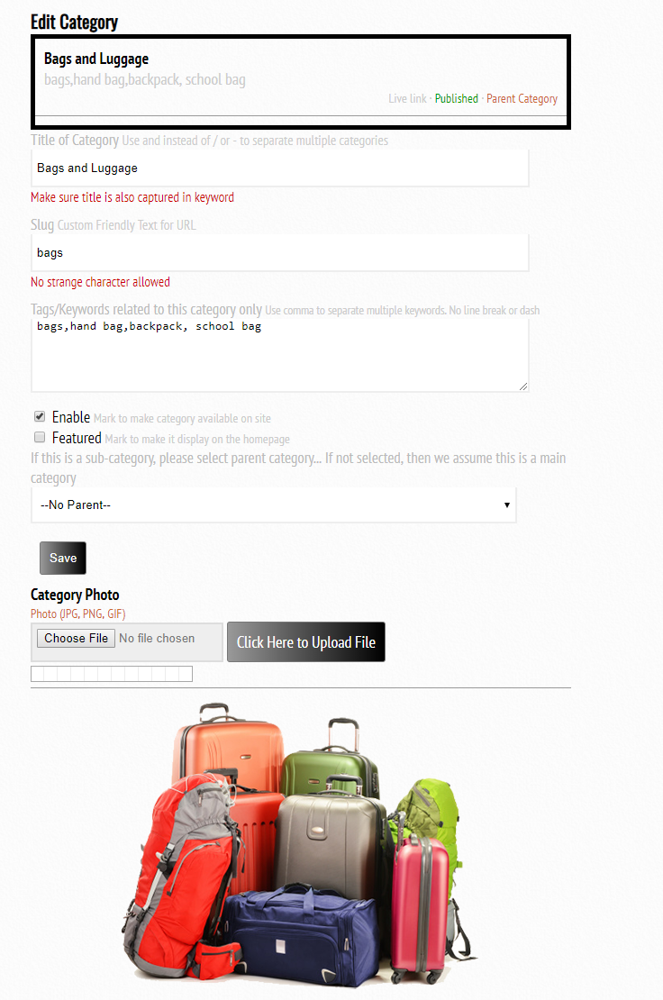 Edit Category
Bags and Luggage
bags,hand bag,backpack, school bag
Live link · Published · Parent Category
Title of Category Use and instead of / or - to separate multiple categories
Bags and Luggage
Make sure title is also captured in keyword
Slug Custom Friendly Text for URL
bags
No strange character allowed
Tags/Keywords related to this category only Use comma to separate multiple keywords. No line break or dash
bags,hand bag,backpack, school bag
Enable Mark to make category available on site
Featured Mark to make it display on the homepage
If this is a sub-category, please select parent category... If not selected, then we assume this is a main
category
--No Parent--
Save
Category Photo
Photo (JPG, PNG, GIF)
Choose File No file chosen
Click Here to Upload File